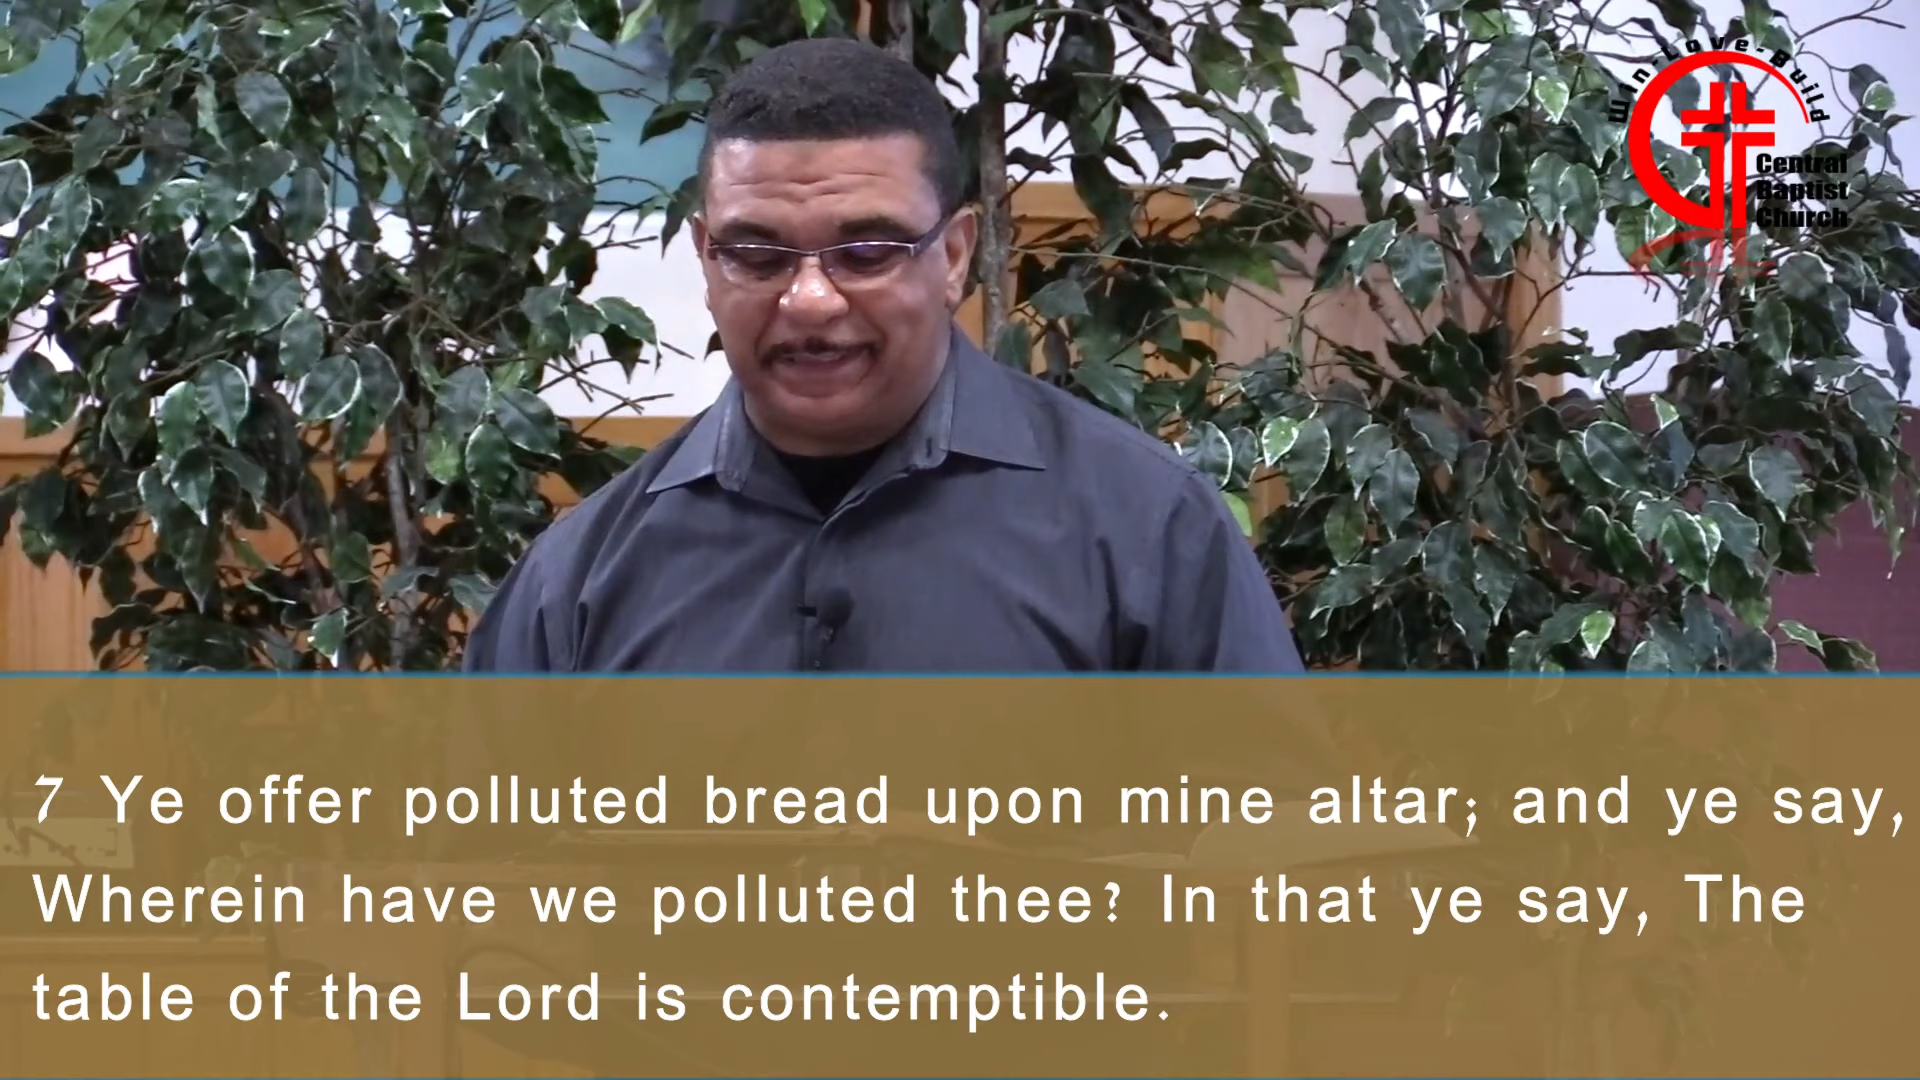 Win-Love-Build
Central
Baptist
Church
7 Ye offer polluted bread upon mine altar; and ye say,
Wherein have we polluted thee? In that ye say, The
table of the Lord is contemptible.